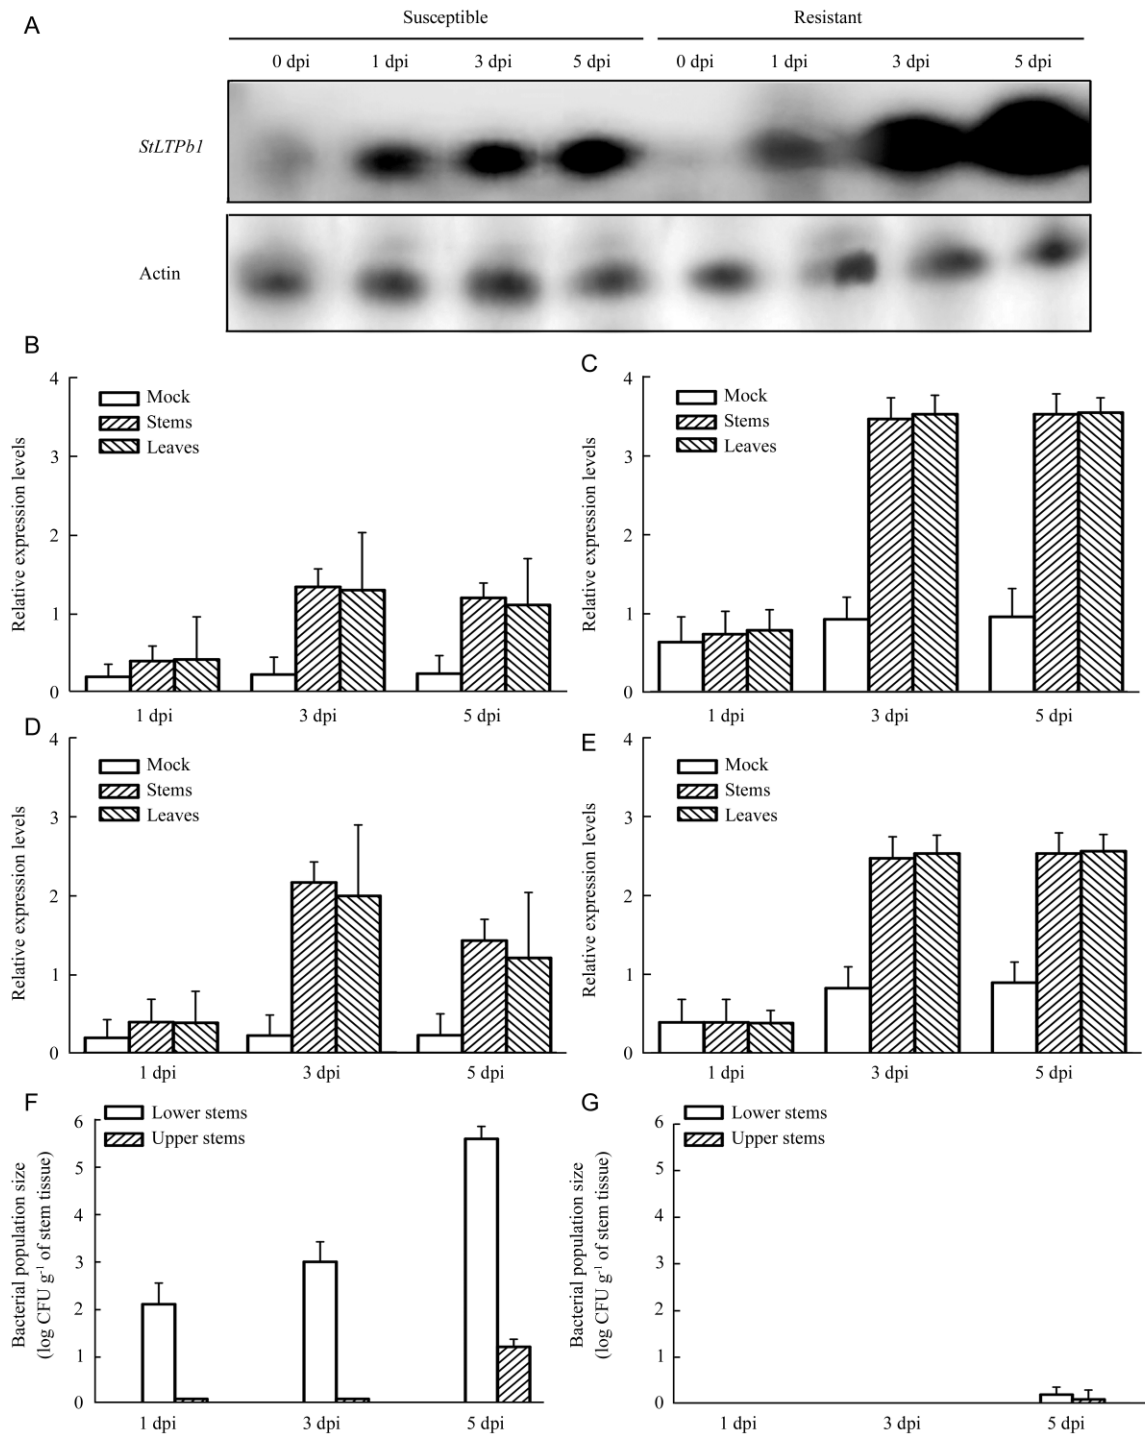 A
Susceptible Resistant
0 dpi 1 dpi 3 dpi 5 dpi 0 dpi 1 dpi 3 dpi 5 dpi
StLTPb1
Actin
B
4
3
2
1
0
Relative expression levels
Mock
Stems
Leaves
1 dpi 3 dpi 5 dpi
C
4
3
2
1
0
Relative expression levels
Mock
Stems
Leaves
1 dpi 3 dpi 5 dpi
D
4
3
2
1
0
Relative expression levels
Mock
Stems
Leaves
1 dpi 3 dpi 5 dpi
E
4
3
2
1
0
Relative expression levels
Mock
Stems
Leaves
1 dpi 3 dpi 5 dpi
F
6
5
4
3
2
1
0
Bacterial population size
(log CFU g⁻¹ of stem tissue)
Lower stems
Upper stems
1 dpi 3 dpi 5 dpi
G
6
5
4
3
2
1
0
Bacterial population size
(log CFU g⁻¹ of stem tissue)
Lower stems
Upper stems
1 dpi 3 dpi 5 dpi